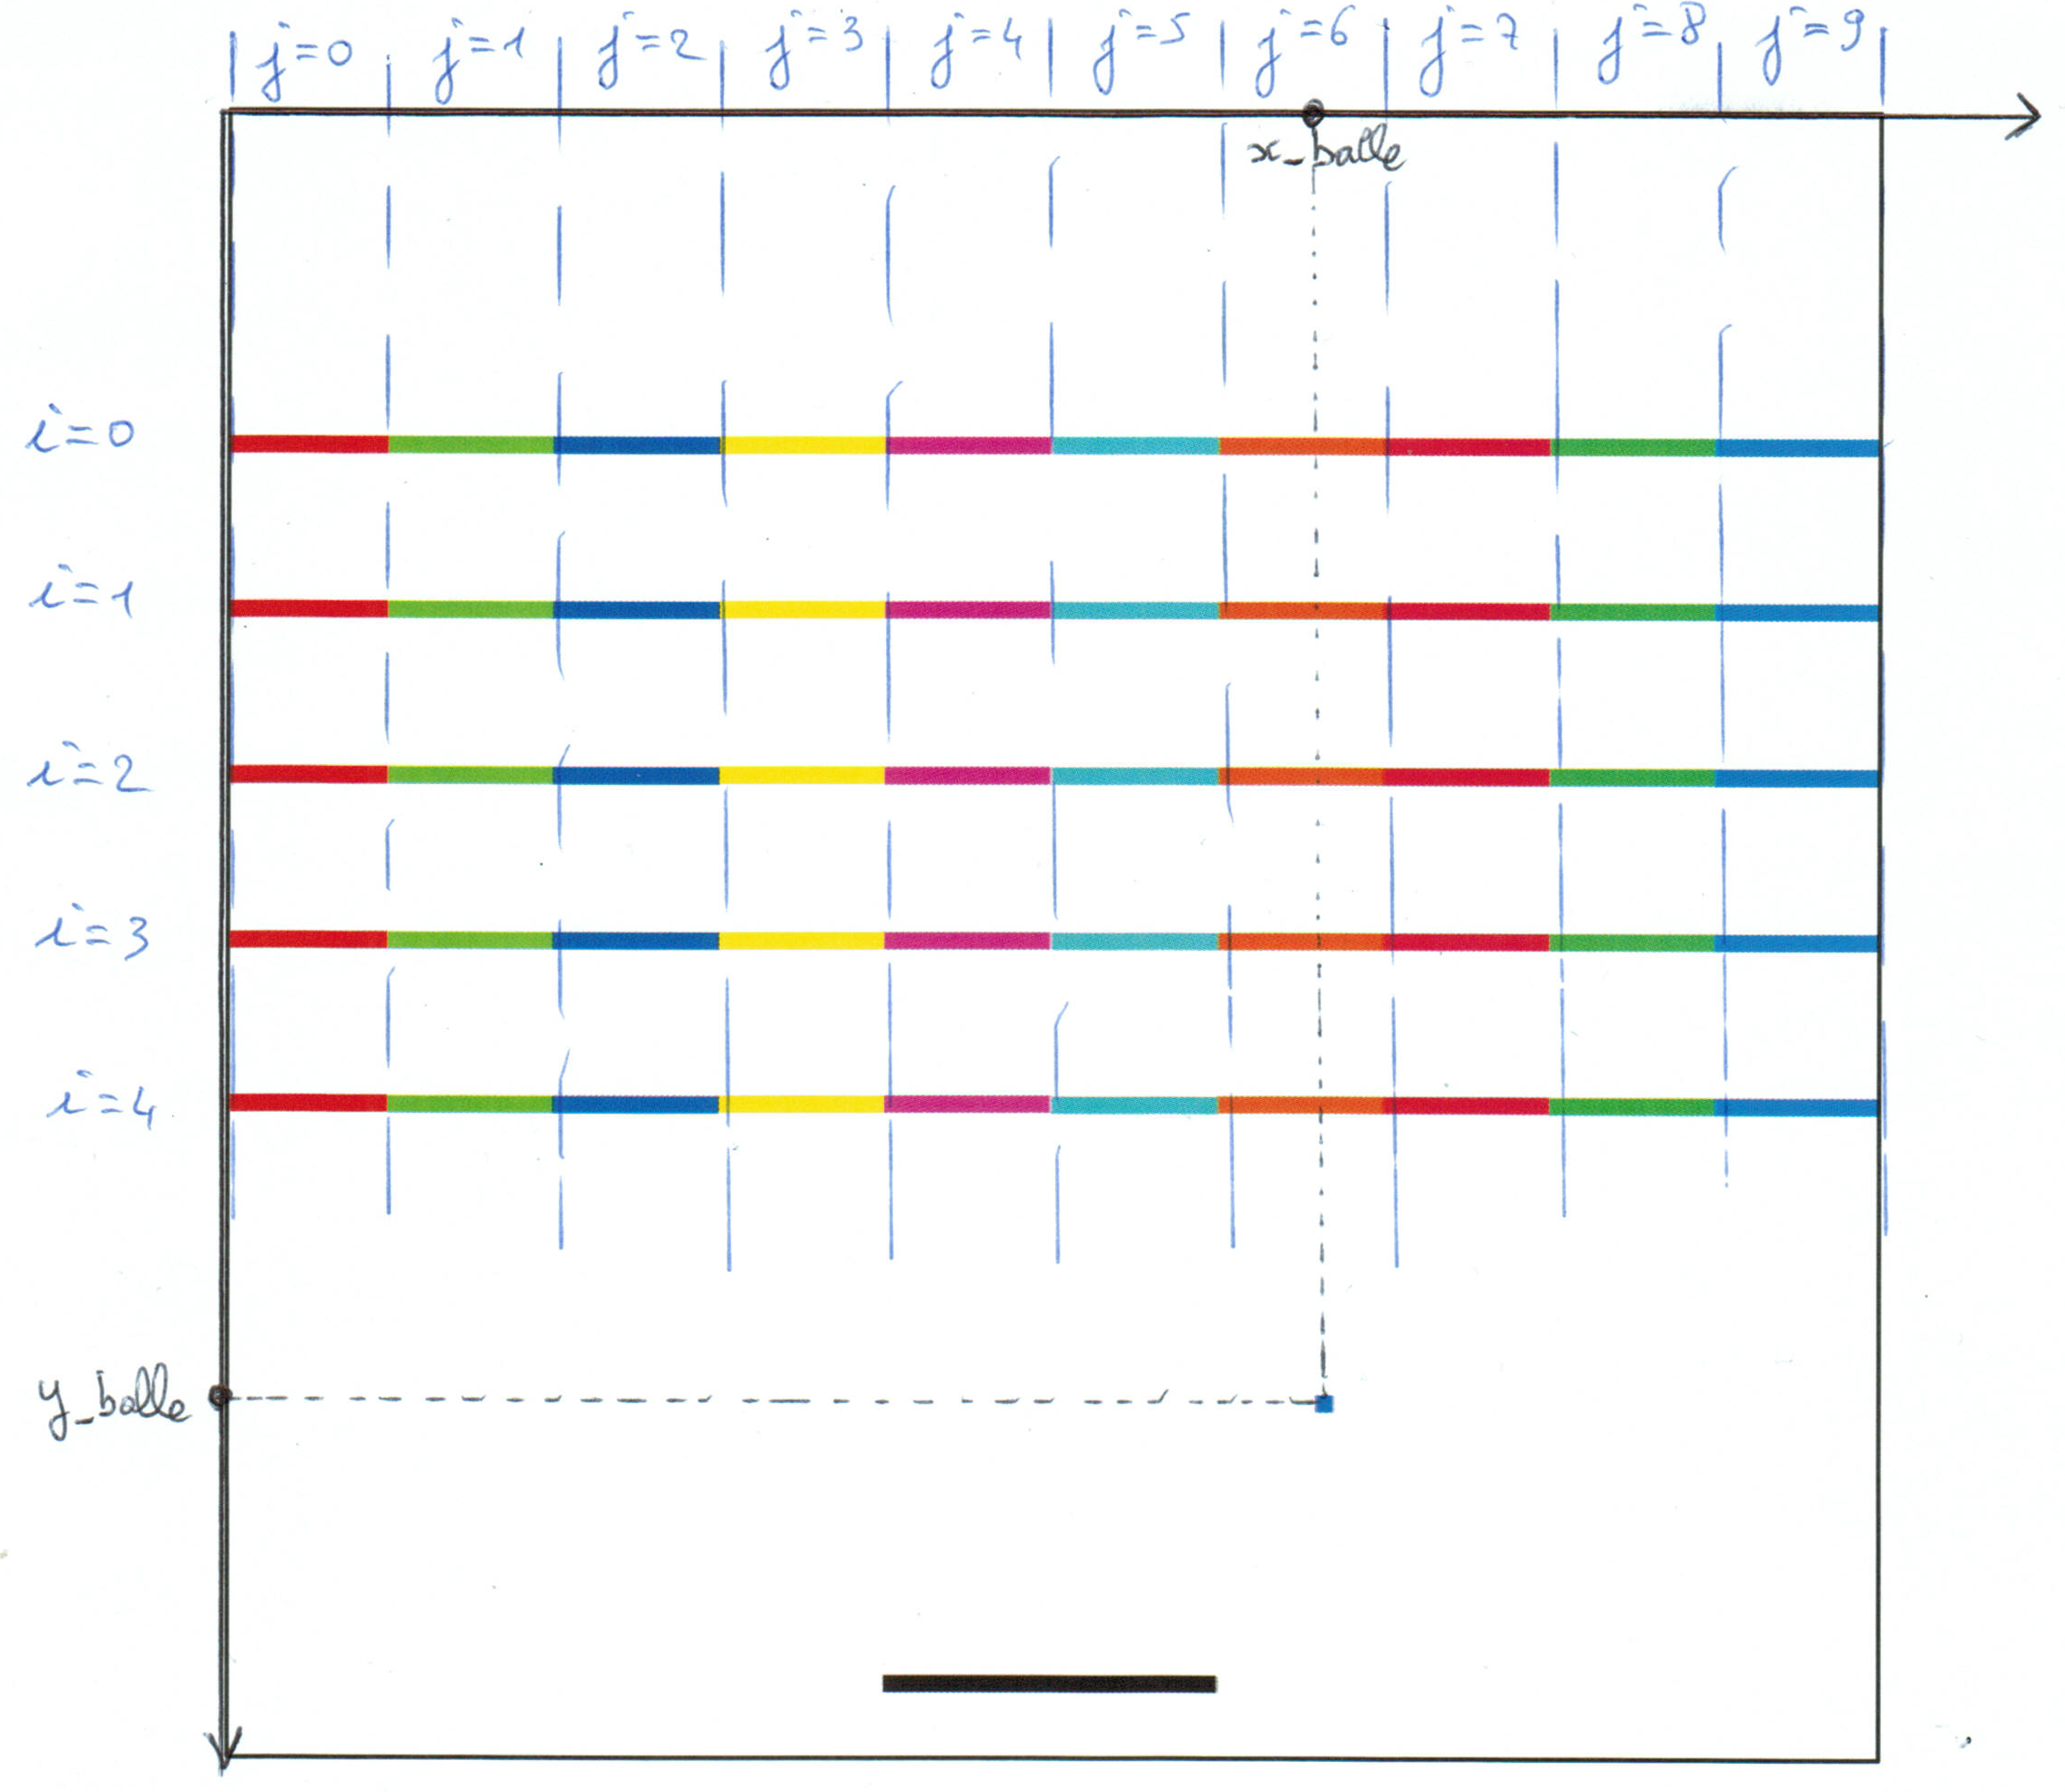 j=0 j=1 j=2 j=3 j=4 j=5 j=6 j=7 j=8 j=9
x_balle
i=0
i=1
i=2
i=3
i=4
y_balle